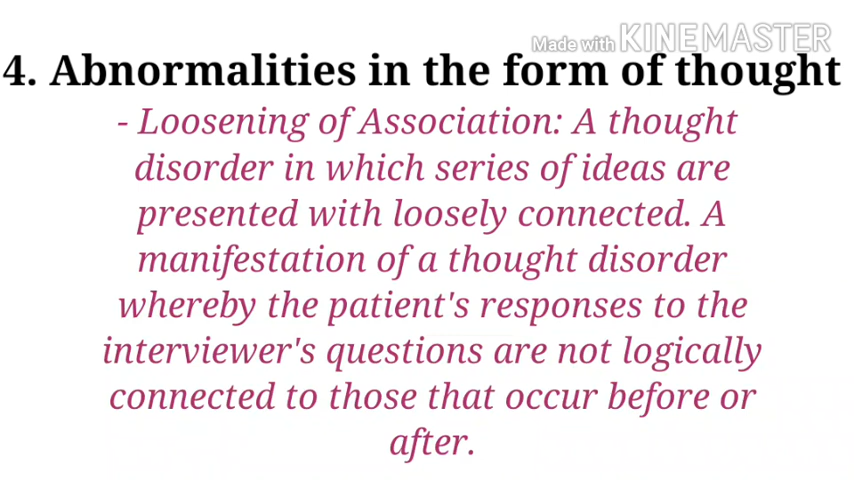 Made with KINEMASTER
4. Abnormalities in the form of thought
- Loosening of Association: A thought
disorder in which series of ideas are
presented with loosely connected. A
manifestation of a thought disorder
whereby the patient's responses to the
interviewer's questions are not logically
connected to those that occur before or
after.